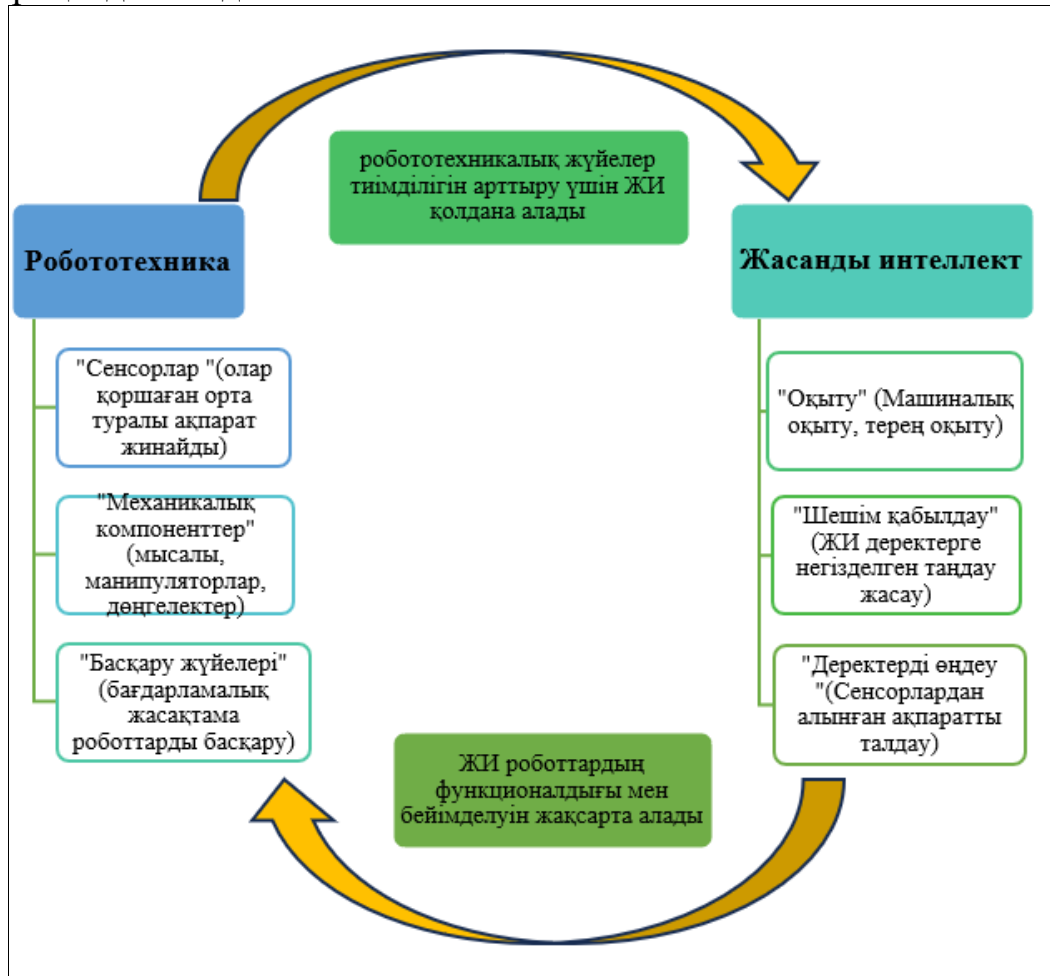 робототехникалық жүйелер
тиімділігін арттыру үшін ЖИ
қолдана алады
Робототехника
"Сенсорлар "(олар
қоршаған орта
туралы ақпарат
жинайды)
"Механикалық
компоненттер"
(мысалы,
манипуляторлар,
дөңгелектер)
"Басқару жүйелері"
(бағдарламалық
жасақтама
роботтарды басқару)
Жасанды интеллект
"Оқыту" (Машиналық
оқыту, терең оқыту)
"Шешім қабылдау"
(ЖИ деректерге
негізделген таңдау
жасау)
"Деректерді өңдеу
"(Сенсорлардан
алынған ақпаратты
талдау)
ЖИ роботтардың
функционалдығы мен
бейімделуін жақсарта алады